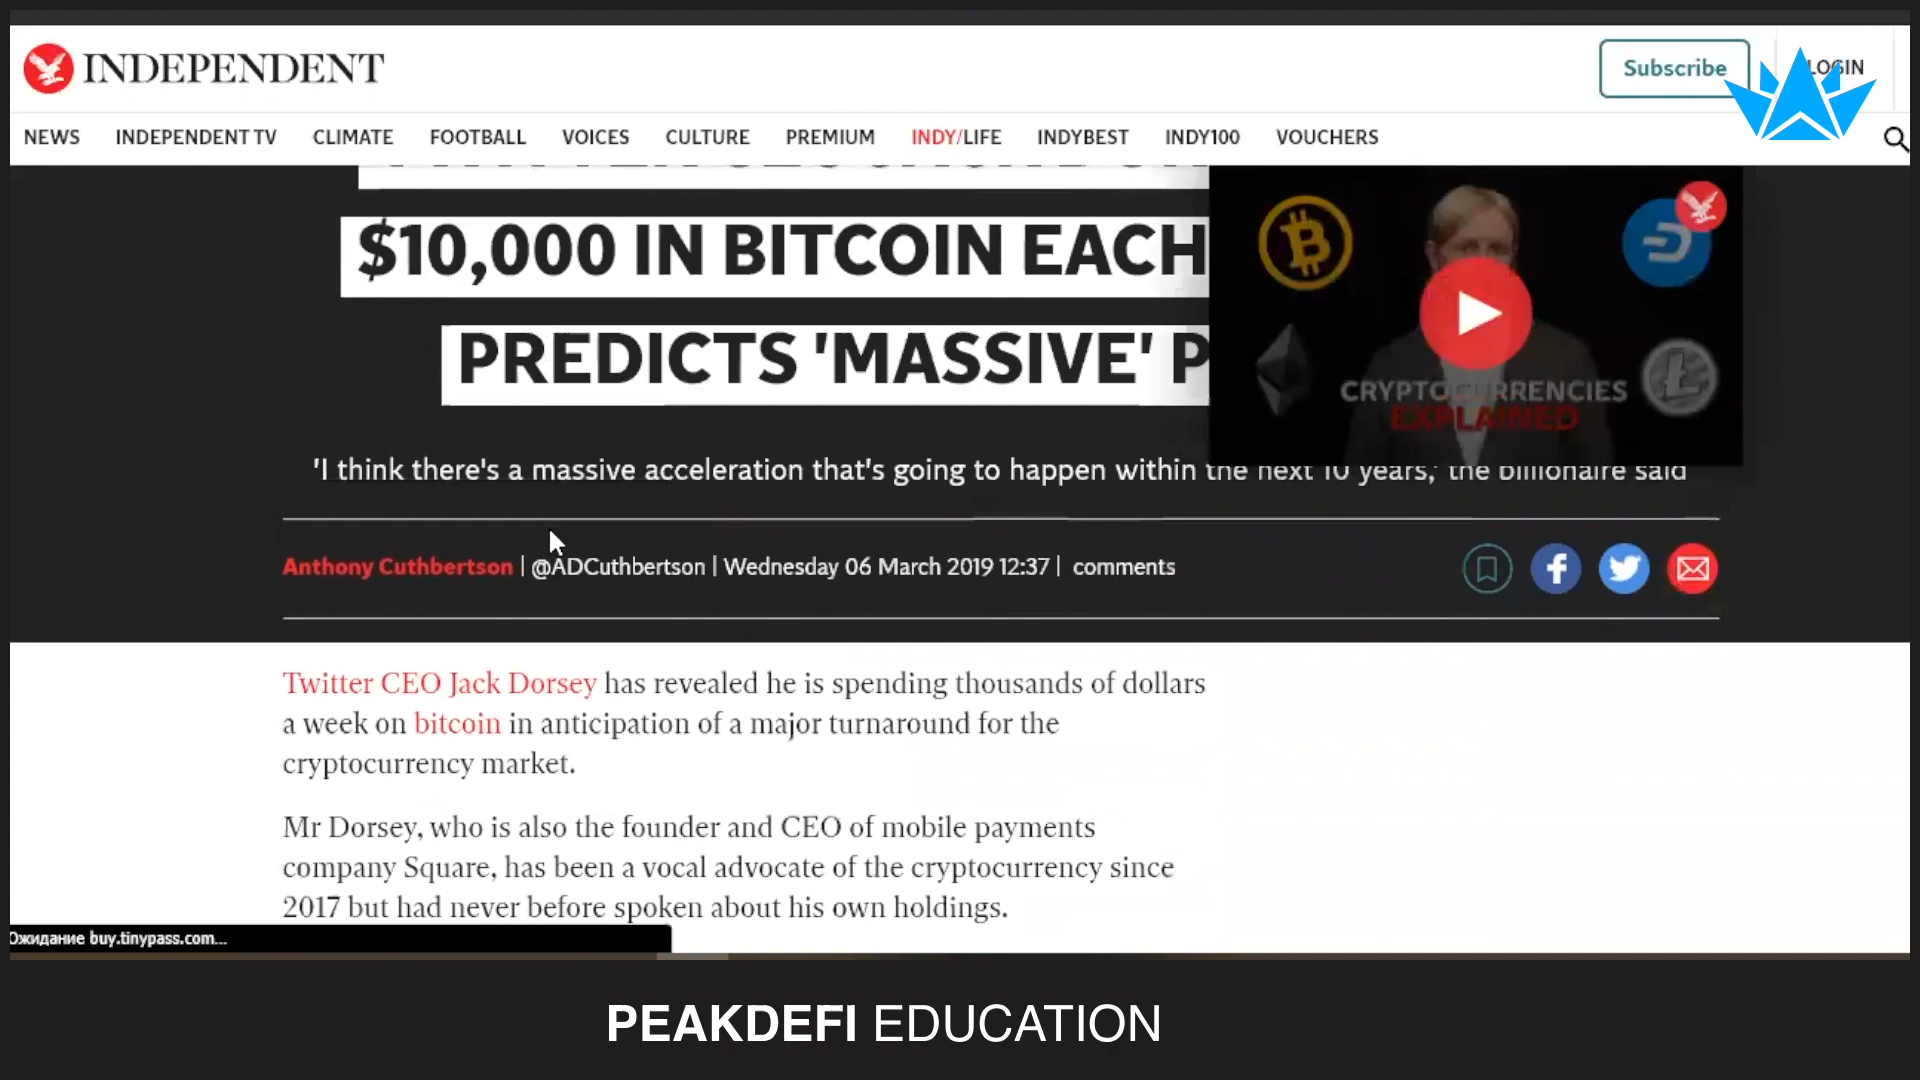 INDEPENDENT
Subscribe
LOGIN
NEWS INDEPENDENT TV CLIMATE FOOTBALL VOICES CULTURE PREMIUM INDY/LIFE INDYBEST INDY100 VOUCHERS
$10,000 IN BITCOIN EACH
PREDICTS 'MASSIVE' P
CRYPTOCURRENCIES
EXPLAINED
'I think there's a massive acceleration that's going to happen within the next 10 years,' the billionaire said
Anthony Cuthbertson | @ADCuthbertson | Wednesday 06 March 2019 12:37 | comments
Twitter CEO Jack Dorsey has revealed he is spending thousands of dollars
a week on bitcoin in anticipation of a major turnaround for the
cryptocurrency market.
Mr Dorsey, who is also the founder and CEO of mobile payments
company Square, has been a vocal advocate of the cryptocurrency since
2017 but had never before spoken about his own holdings.
Ожидание buy.tinypass.com...
PEAKDEFI EDUCATION